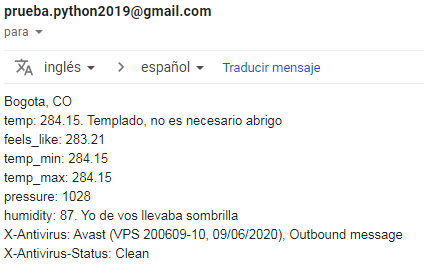 prueba.python2019@gmail.com
para
inglés español Traducir mensaje
Bogota, CO
temp: 284.15. Templado, no es necesario abrigo
feels_like: 283.21
temp_min: 284.15
temp_max: 284.15
pressure: 1028
humidity: 87. Yo de vos llevaba sombrilla
X-Antivirus: Avast (VPS 200609-10, 09/06/2020), Outbound message
X-Antivirus-Status: Clean